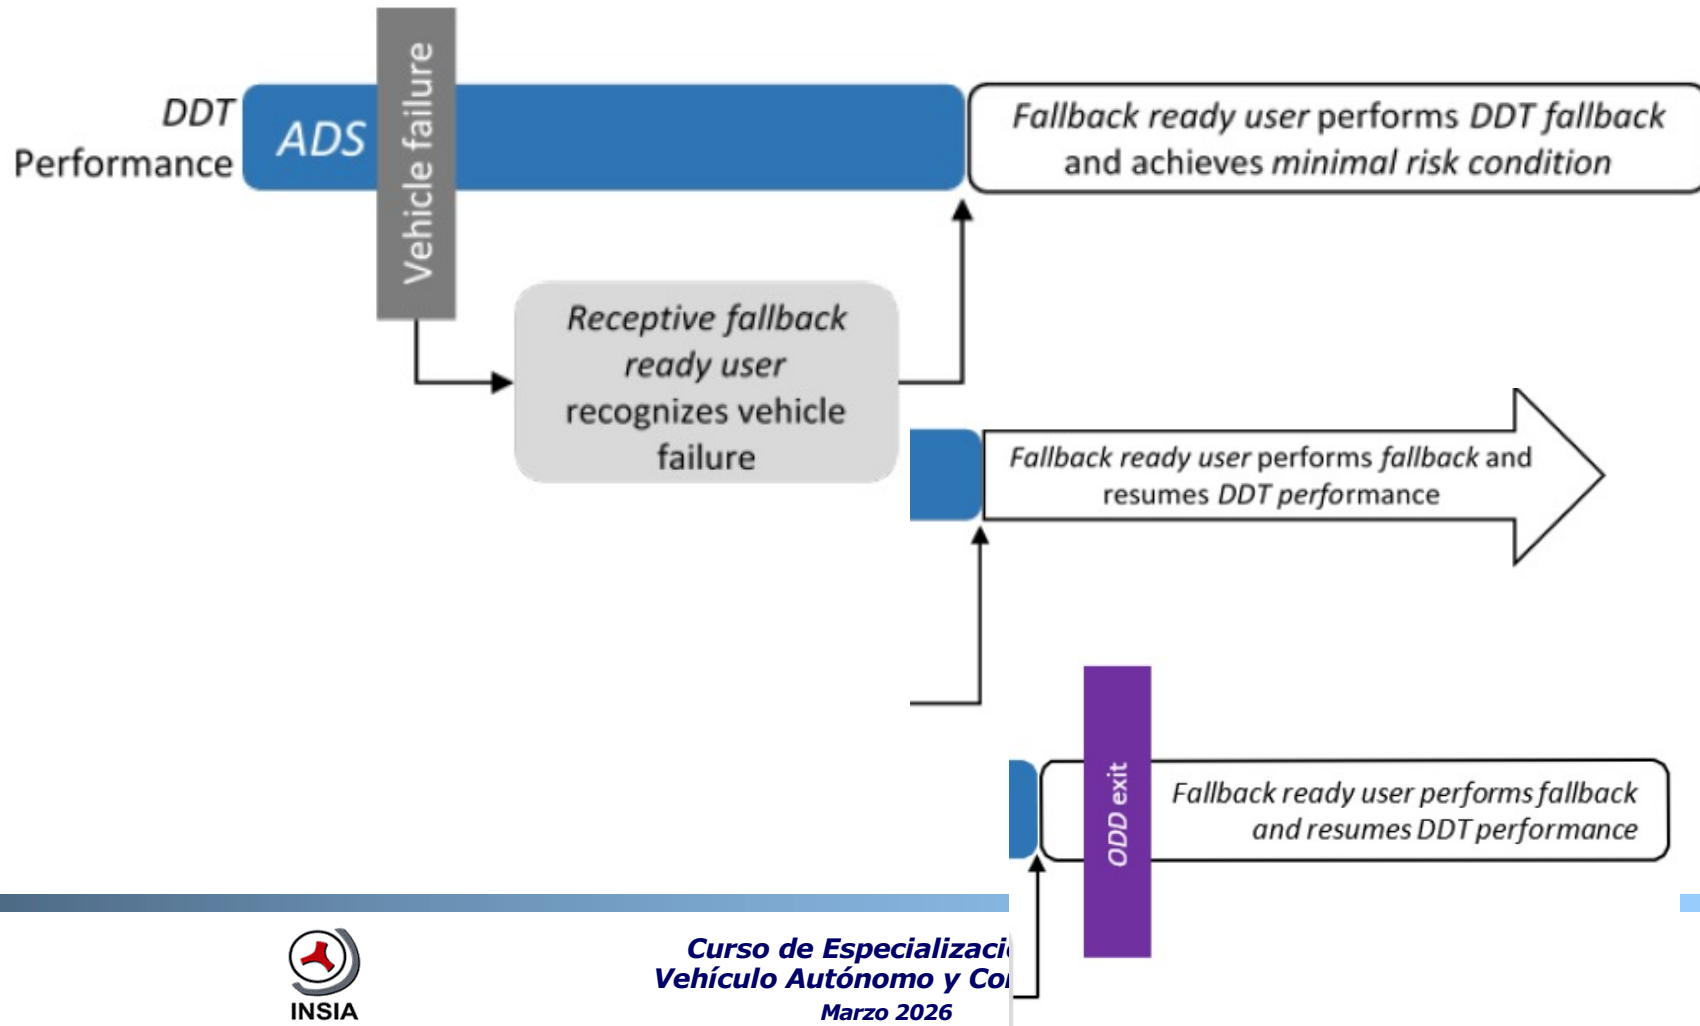 DDT
Performance
ADS
Vehicle failure
Fallback ready user performs DDT fallback
and achieves minimal risk condition
Receptive fallback
ready user
recognizes vehicle
failure
Fallback ready user performs fallback and
resumes DDT performance
ODD exit
Fallback ready user performs fallback
and resumes DDT performance
INSIA
Curso de Especializació
Vehículo Autónomo y Co
Marzo 2026